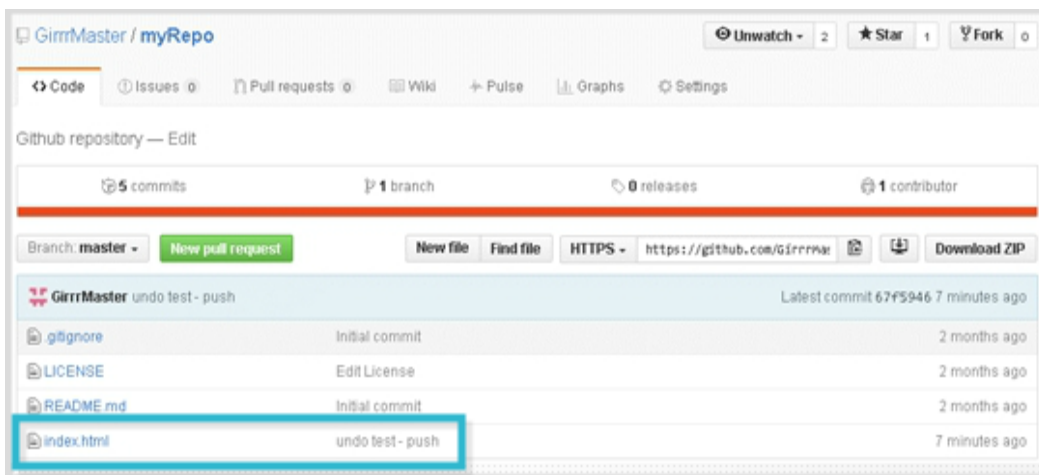 GirrrMaster / myRepo
Unwatch 2 Star 1 Fork 0
Code Issues 0 Pull requests 0 Wiki Pulse Graphs Settings
Github repository — Edit
5 commits 1 branch 0 releases 1 contributor
Branch: master New pull request New file Find file HTTPS https://github.com/GirrrMa Download ZIP
GirrrMaster undo test - push Latest commit 67f5946 7 minutes ago
.gitignore Initial commit 2 months ago
LICENSE Edit License 2 months ago
README.md Initial commit 2 months ago
index.html undo test - push 7 minutes ago